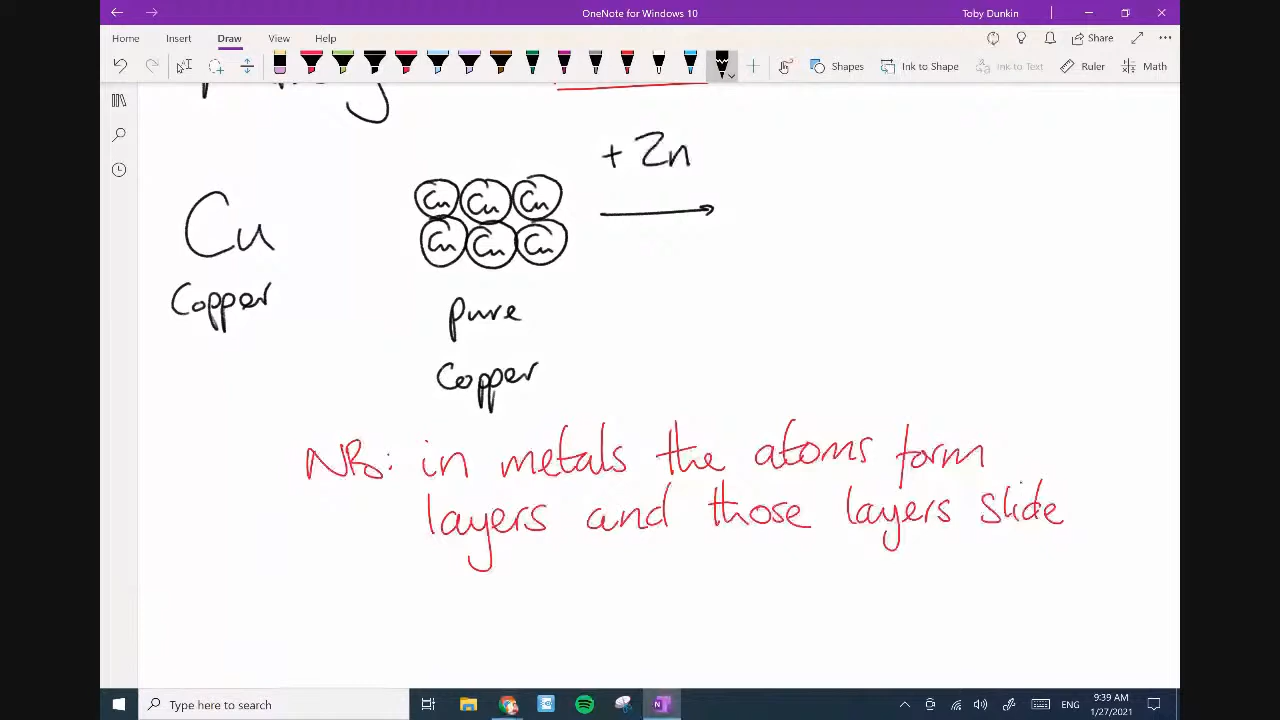 OneNote for Windows 10
Toby Dunkin
Home Insert Draw View Help
Share
Shapes Ink to Shape Ink to Text Ruler Math
+ Zn
Cu Cu Cu
Cu Cu Cu
Cu
Copper
pure
Copper
NB: in metals the atoms form
layers and those layers slide
Type here to search
ENG
9:39 AM
1/27/2021